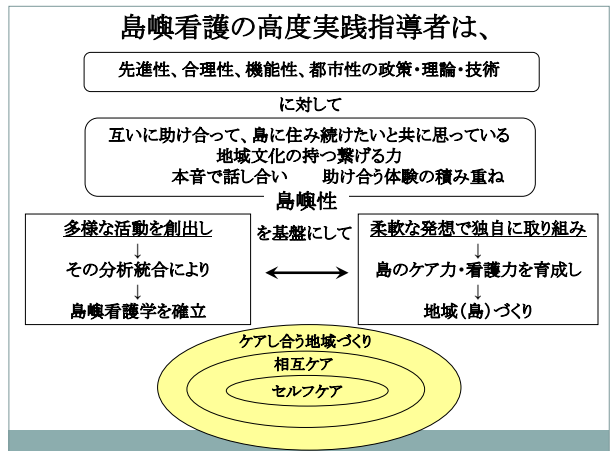 島嶼看護の高度実践指導者は、
先進性、合理性、機能性、都市性の政策・理論・技術
に対して
互いに助け合って、島に住み続けたいと共に思っている
地域文化の持つ繋げる力
本音で話し合い　　助け合う体験の積み重ね
島嶼性
を基盤にして
多様な活動を創出し
↓
その分析統合により
↓
島嶼看護学を確立
柔軟な発想で独自に取り組み
↓
島のケア力・看護力を育成し
↓
地域（島）づくり
ケアし合う地域づくり
相互ケア
セルフケア